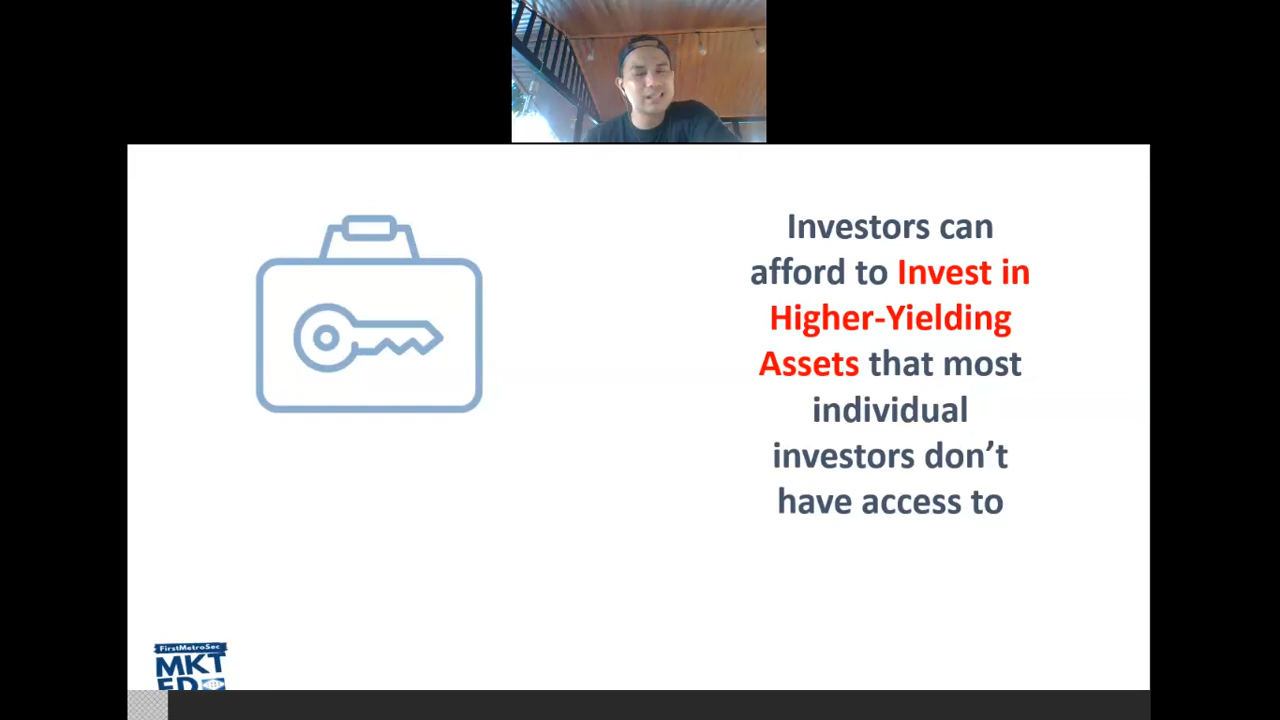 Investors can
afford to Invest in
Higher-Yielding
Assets that most
individual
investors don’t
have access to
FirstMetroSec
MKT
ED